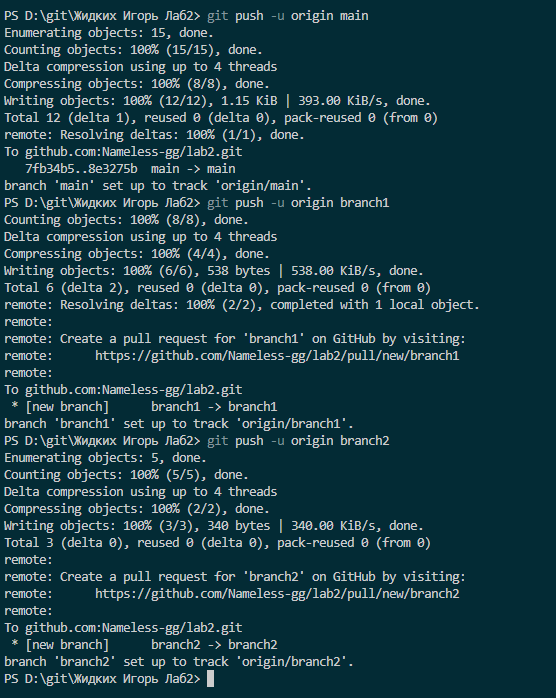 PS D:\git\Жидких Игорь Лаб2> git push -u origin main
Enumerating objects: 15, done.
Counting objects: 100% (15/15), done.
Delta compression using up to 4 threads
Compressing objects: 100% (8/8), done.
Writing objects: 100% (12/12), 1.15 KiB | 393.00 KiB/s, done.
Total 12 (delta 1), reused 0 (delta 0), pack-reused 0 (from 0)
remote: Resolving deltas: 100% (1/1), done.
To github.com:Nameless-gg/lab2.git
   7fb34b5..8e3275b  main -> main
branch 'main' set up to track 'origin/main'.
PS D:\git\Жидких Игорь Лаб2> git push -u origin branch1
Counting objects: 100% (8/8), done.
Delta compression using up to 4 threads
Compressing objects: 100% (4/4), done.
Writing objects: 100% (6/6), 538 bytes | 538.00 KiB/s, done.
Total 6 (delta 2), reused 0 (delta 0), pack-reused 0 (from 0)
remote: Resolving deltas: 100% (2/2), completed with 1 local object.
remote:
remote: Create a pull request for 'branch1' on GitHub by visiting:
remote:      https://github.com/Nameless-gg/lab2/pull/new/branch1
remote:
To github.com:Nameless-gg/lab2.git
 * [new branch]      branch1 -> branch1
branch 'branch1' set up to track 'origin/branch1'.
PS D:\git\Жидких Игорь Лаб2> git push -u origin branch2
Enumerating objects: 5, done.
Counting objects: 100% (5/5), done.
Delta compression using up to 4 threads
Compressing objects: 100% (2/2), done.
Writing objects: 100% (3/3), 340 bytes | 340.00 KiB/s, done.
Total 3 (delta 0), reused 0 (delta 0), pack-reused 0 (from 0)
remote:
remote: Create a pull request for 'branch2' on GitHub by visiting:
remote:      https://github.com/Nameless-gg/lab2/pull/new/branch2
remote:
To github.com:Nameless-gg/lab2.git
 * [new branch]      branch2 -> branch2
branch 'branch2' set up to track 'origin/branch2'.
PS D:\git\Жидких Игорь Лаб2>